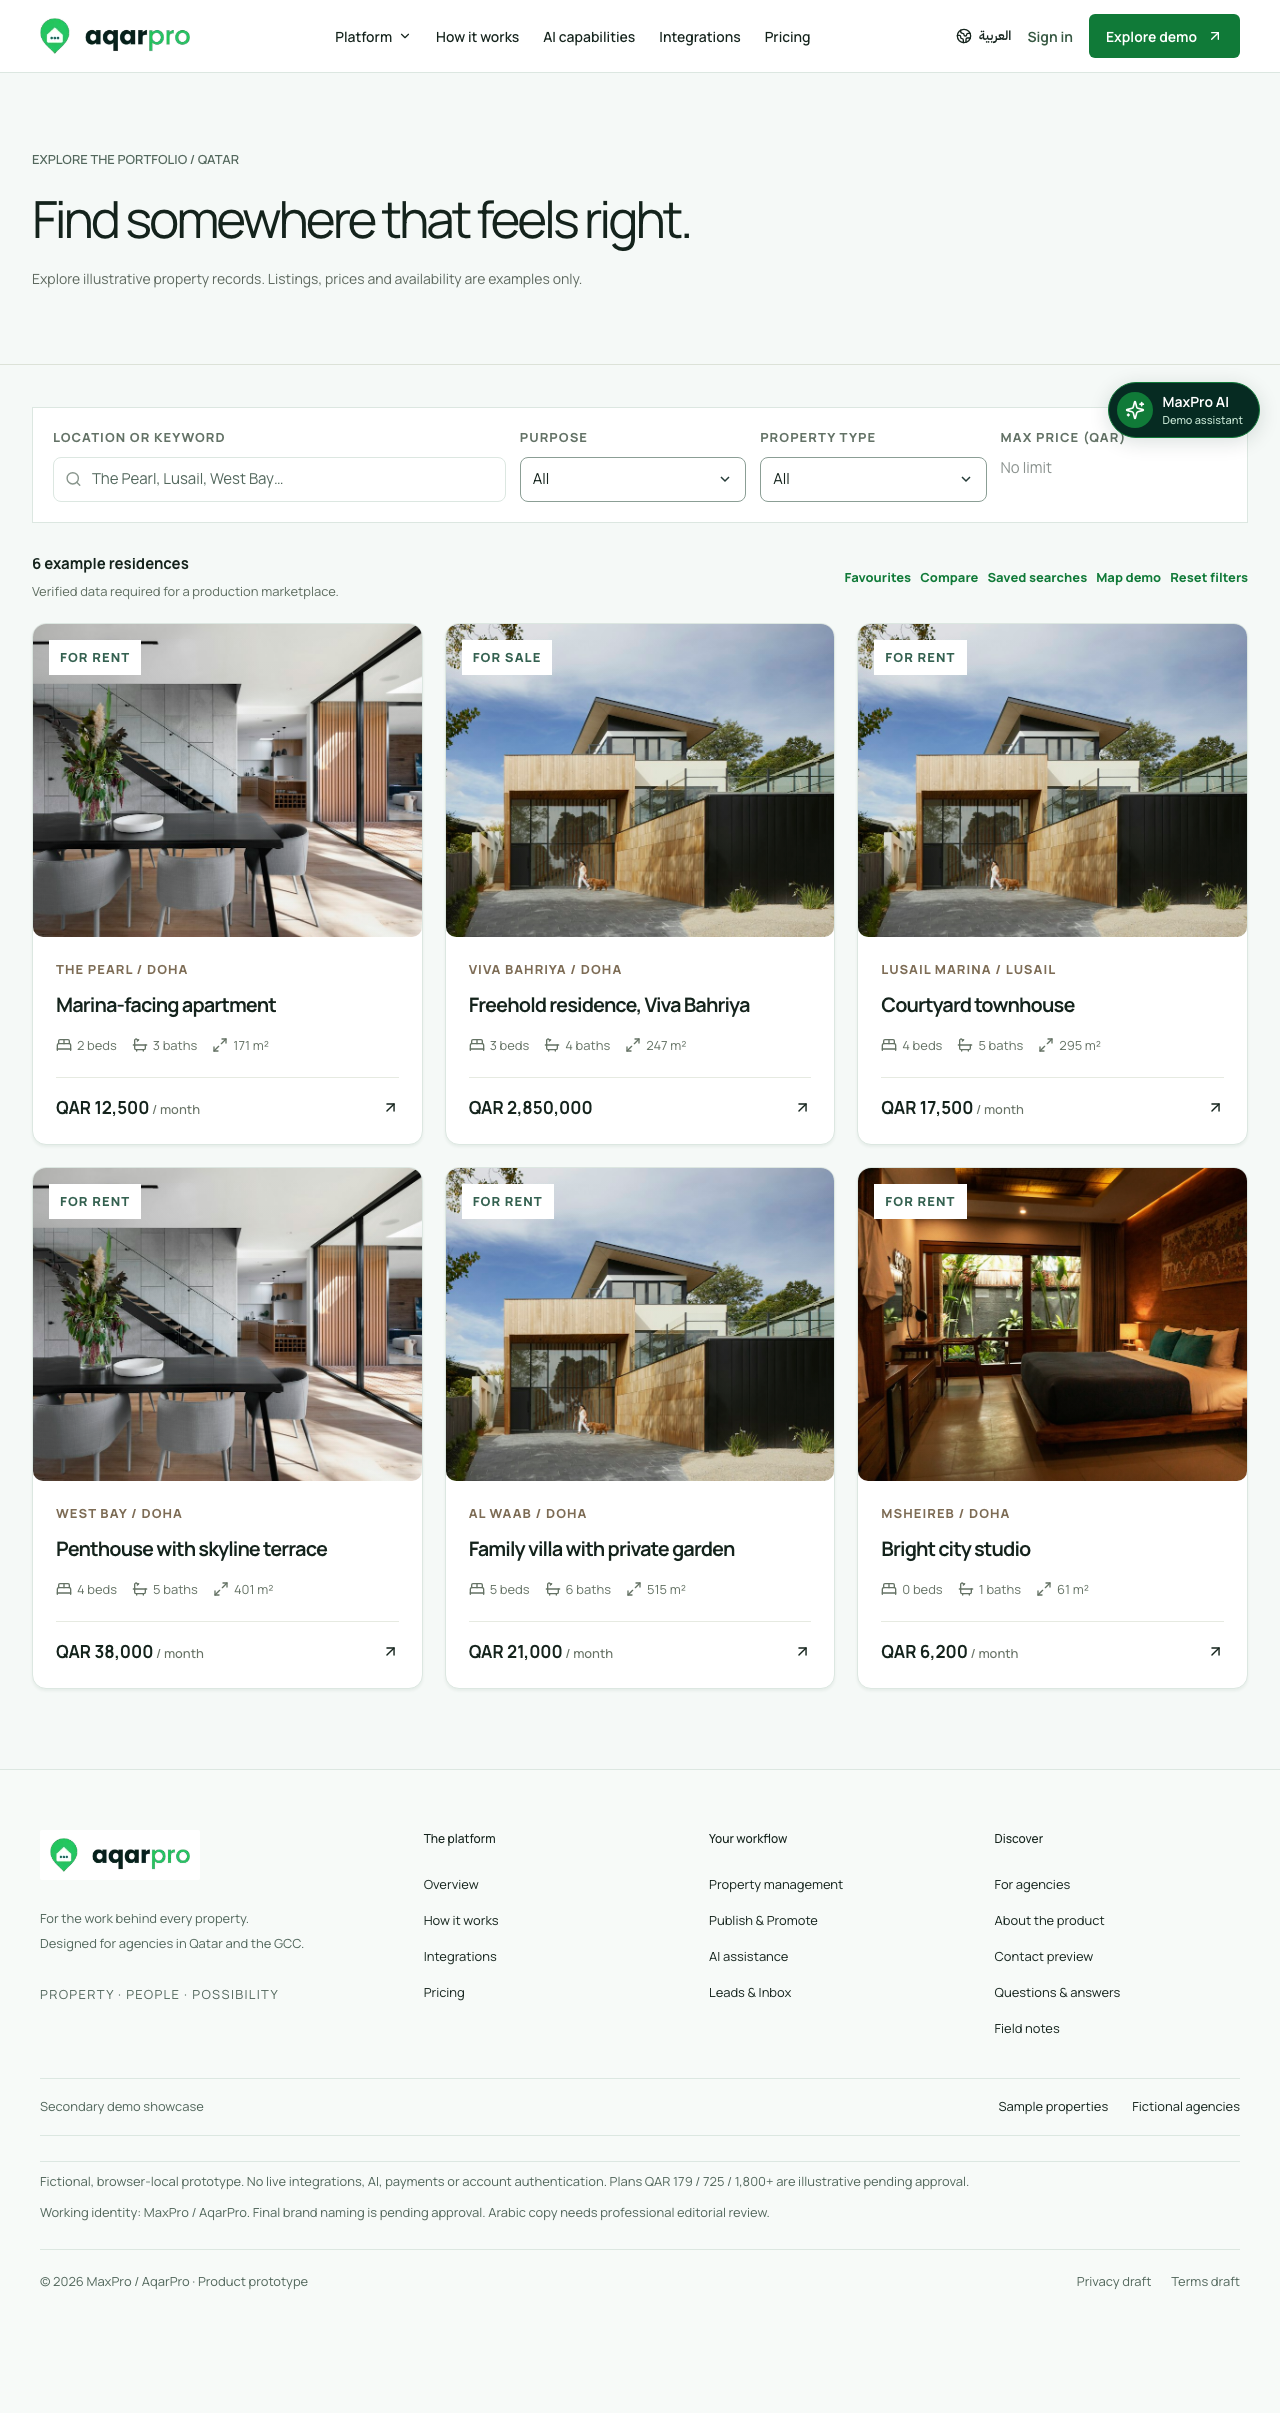 aqarpro
Platform
How it works
AI capabilities
Integrations
Pricing
العربية
Sign in
Explore demo
EXPLORE THE PORTFOLIO / QATAR
Find somewhere that feels right.
Explore illustrative property records. Listings, prices and availability are examples only.
MaxPro AI
Demo assistant
LOCATION OR KEYWORD
The Pearl, Lusail, West Bay...
PURPOSE
All
PROPERTY TYPE
All
MAX PRICE (QAR)
No limit
6 example residences
Verified data required for a production marketplace.
Favourites
Compare
Saved searches
Map demo
Reset filters
FOR RENT
THE PEARL / DOHA
Marina-facing apartment
2 beds 3 baths 171 m²
QAR 12,500 / month
FOR SALE
VIVA BAHRIYA / DOHA
Freehold residence, Viva Bahriya
3 beds 4 baths 247 m²
QAR 2,850,000
FOR RENT
LUSAIL MARINA / LUSAIL
Courtyard townhouse
4 beds 5 baths 295 m²
QAR 17,500 / month
FOR RENT
WEST BAY / DOHA
Penthouse with skyline terrace
4 beds 5 baths 401 m²
QAR 38,000 / month
FOR RENT
AL WAAB / DOHA
Family villa with private garden
5 beds 6 baths 515 m²
QAR 21,000 / month
FOR RENT
MSHEIREB / DOHA
Bright city studio
0 beds 1 baths 61 m²
QAR 6,200 / month
aqarpro
For the work behind every property.
Designed for agencies in Qatar and the GCC.
PROPERTY · PEOPLE · POSSIBILITY
The platform
Overview
How it works
Integrations
Pricing
Your workflow
Property management
Publish & Promote
AI assistance
Leads & Inbox
Discover
For agencies
About the product
Contact preview
Questions & answers
Field notes
Secondary demo showcase
Sample properties
Fictional agencies
Fictional, browser-local prototype. No live integrations, AI, payments or account authentication. Plans QAR 179 / 725 / 1,800+ are illustrative pending approval.
Working identity: MaxPro / AqarPro. Final brand naming is pending approval. Arabic copy needs professional editorial review.
© 2026 MaxPro / AqarPro · Product prototype
Privacy draft
Terms draft